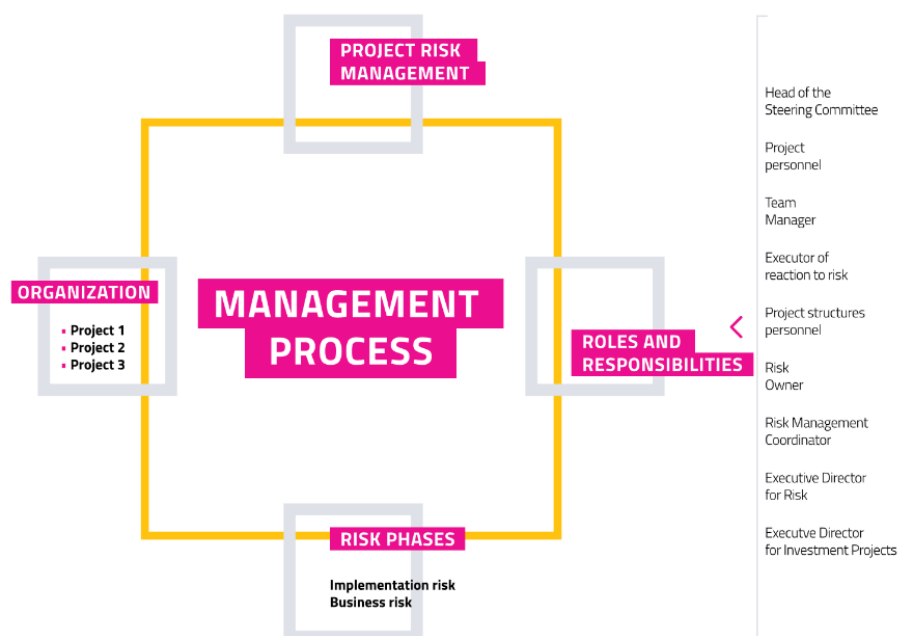 PROJECT RISK
MANAGEMENT
ORGANIZATION
▪ Project 1
▪ Project 2
▪ Project 3
MANAGEMENT
PROCESS
ROLES AND
RESPONSIBILITIES
RISK PHASES
Implementation risk
Business risk
Head of the
Steering Committee
Project
personnel
Team
Manager
Executor of
reaction to risk
Project structures
personnel
Risk
Owner
Risk Management
Coordinator
Executive Director
for Risk
Executve Director
for Investment Projects